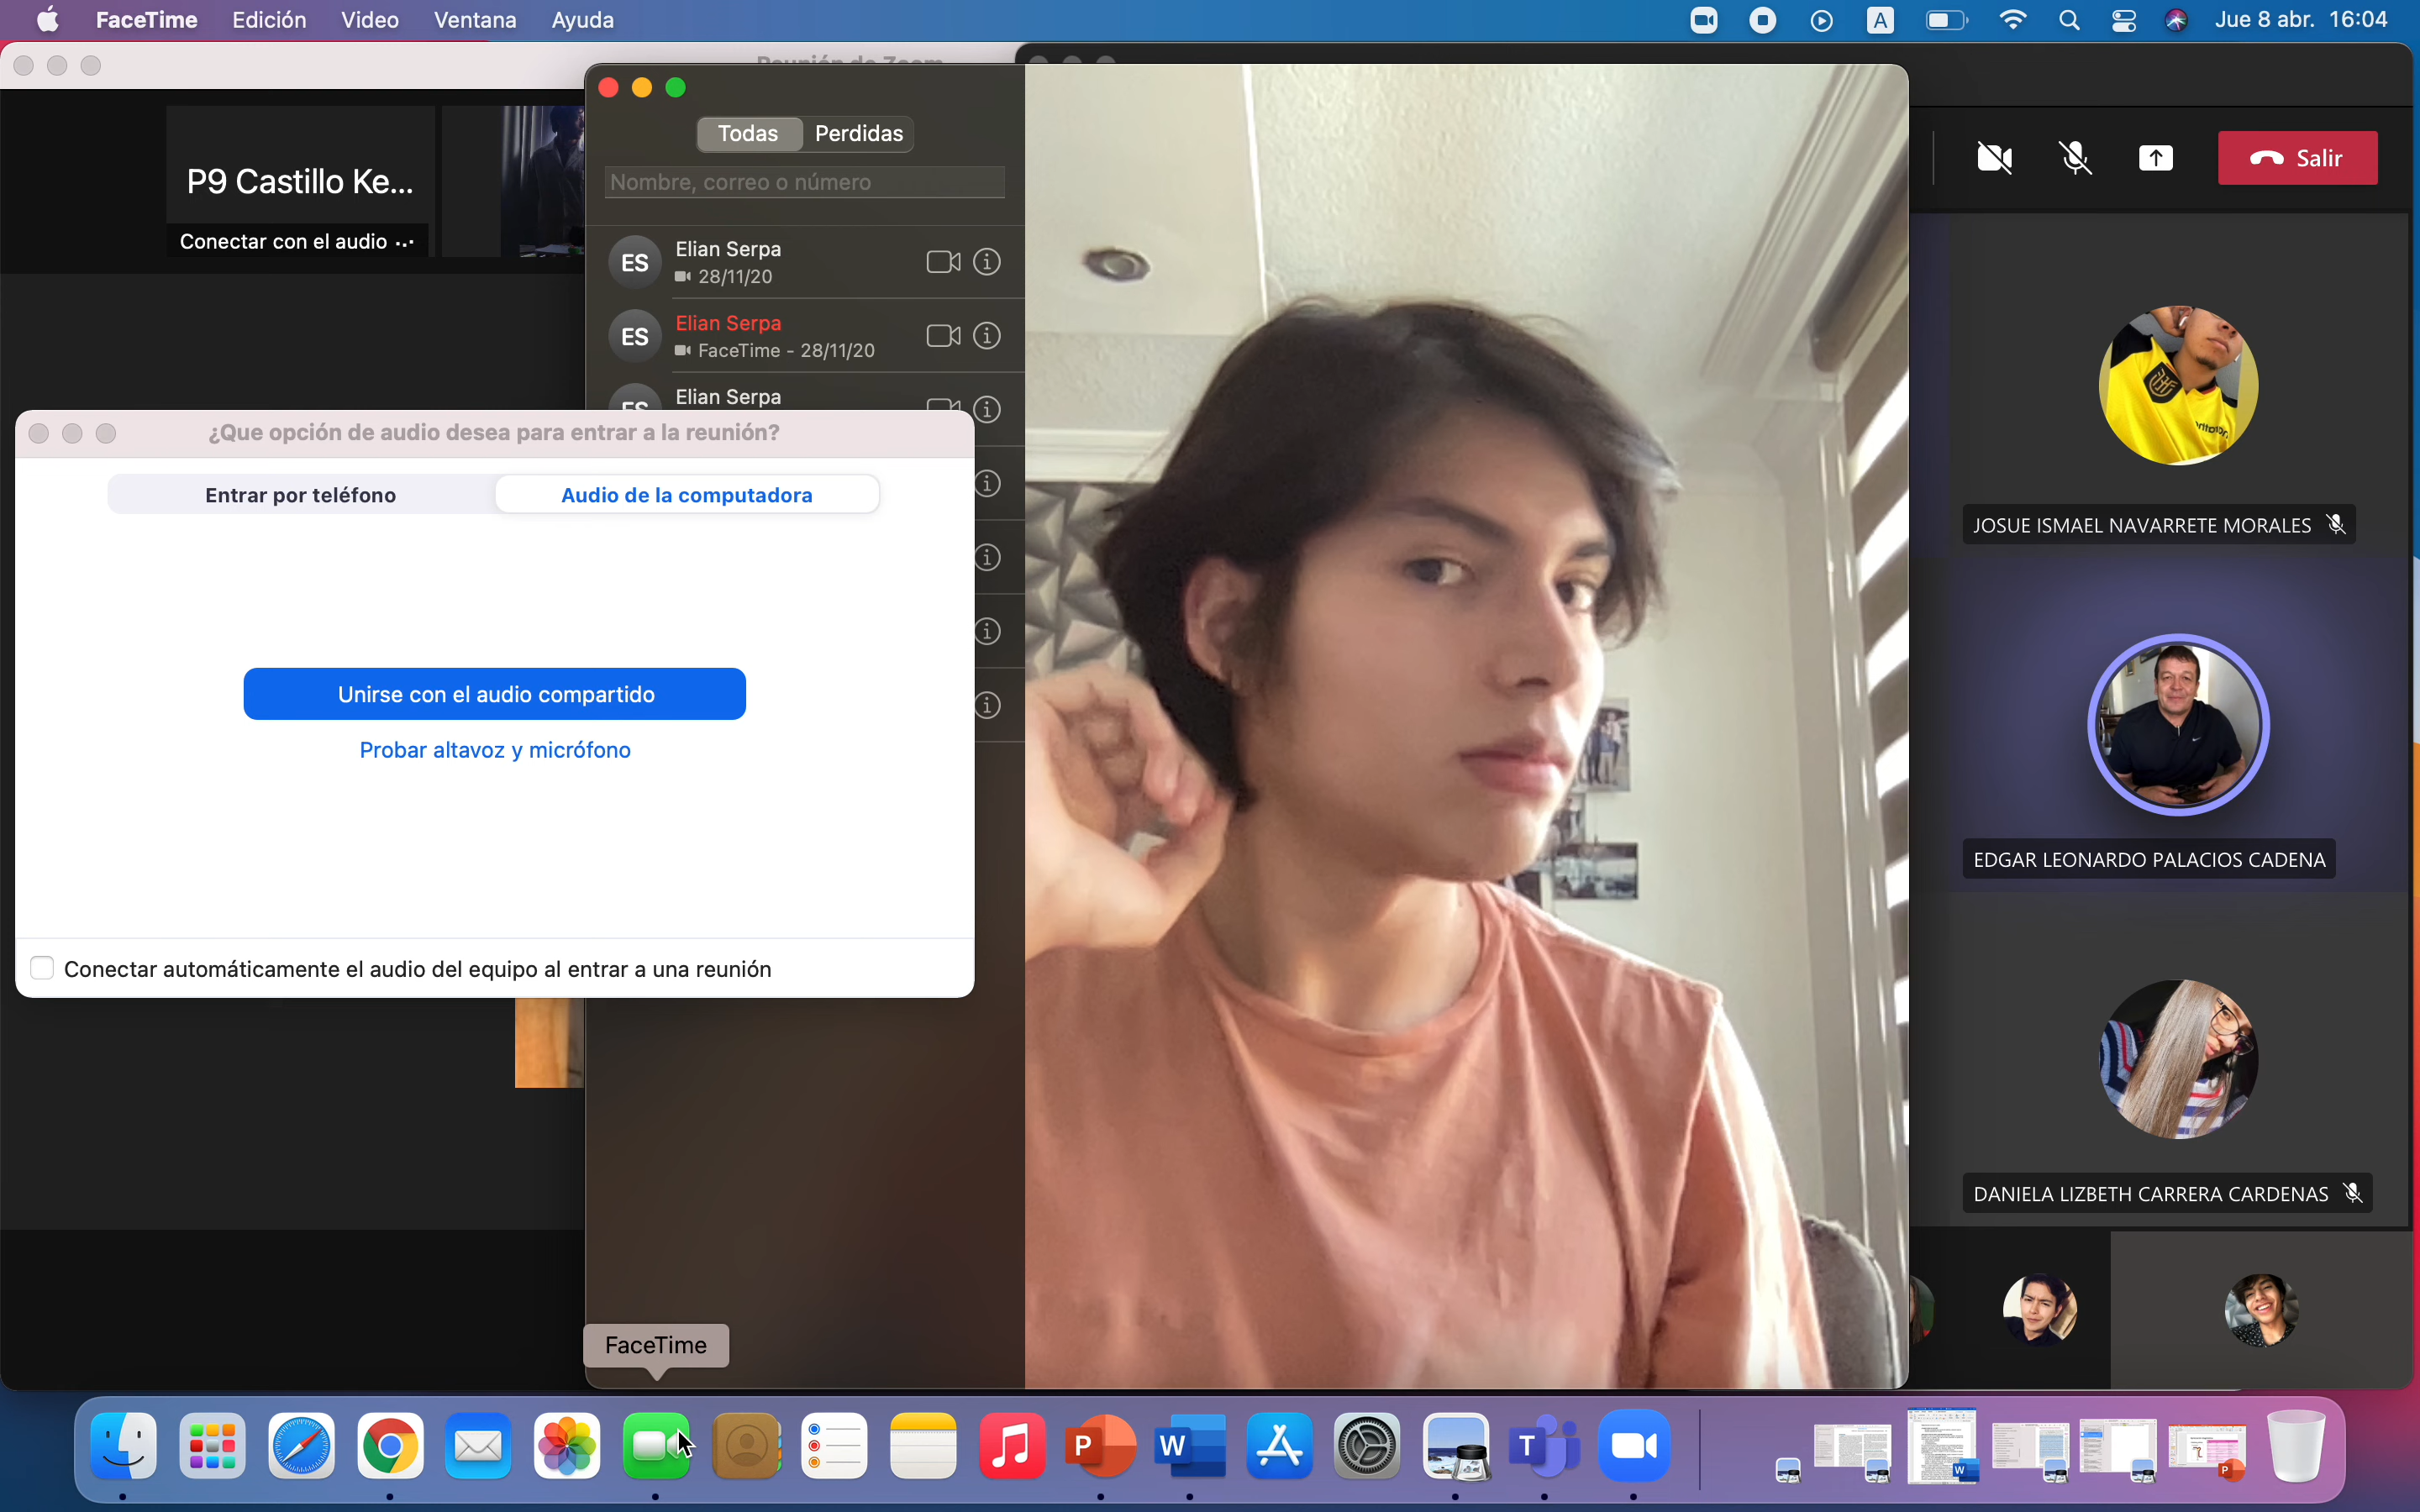 FaceTime Edición Video Ventana Ayuda
A
Jue 8 abr. 16:04
Reunión de Zoom
P9 Castillo Ke...
Conectar con el audio ···
Todas Perdidas
Nombre, correo o número
ES
Elian Serpa
28/11/20
ES
Elian Serpa
FaceTime - 28/11/20
ES
Elian Serpa
¿Que opción de audio desea para entrar a la reunión?
Entrar por teléfono Audio de la computadora
Unirse con el audio compartido
Probar altavoz y micrófono
Conectar automáticamente el audio del equipo al entrar a una reunión
Salir
JOSUE ISMAEL NAVARRETE MORALES
EDGAR LEONARDO PALACIOS CADENA
DANIELA LIZBETH CARRERA CARDENAS
FaceTime
P
W
T
W
P